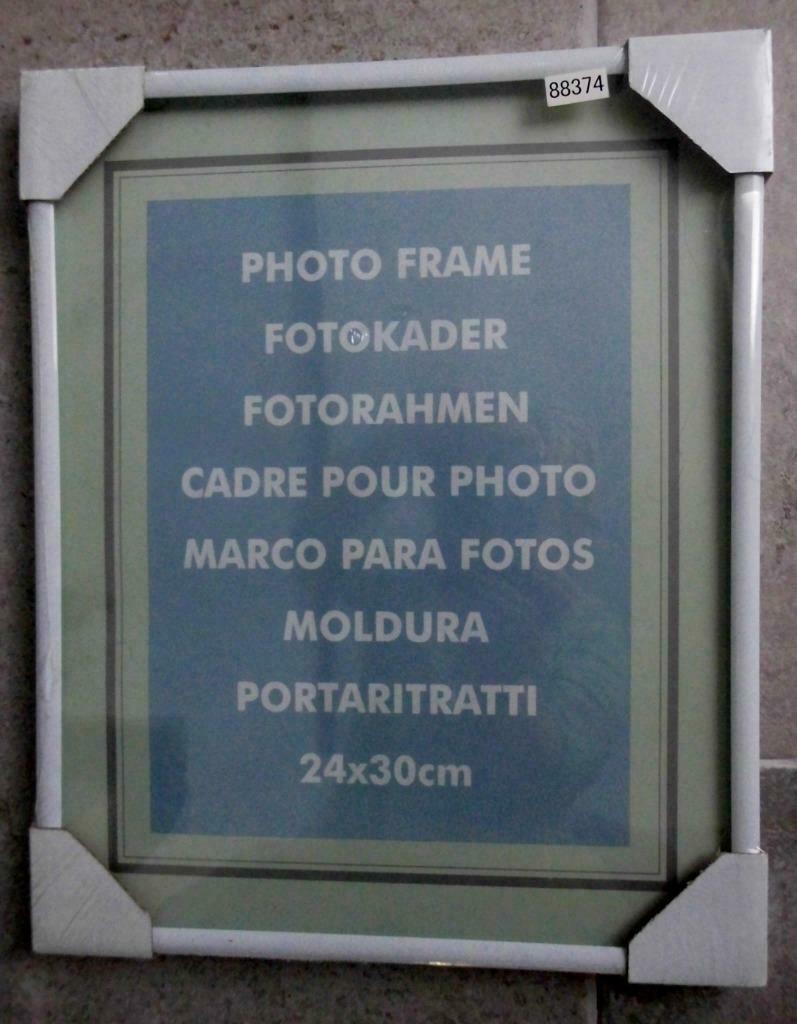 88374
PHOTO FRAME
FOTOKADER
FOTORAHMEN
CADRE POUR PHOTO
MARCO PARA FOTOS
MOLDURA
PORTARITRATTI
24x30cm